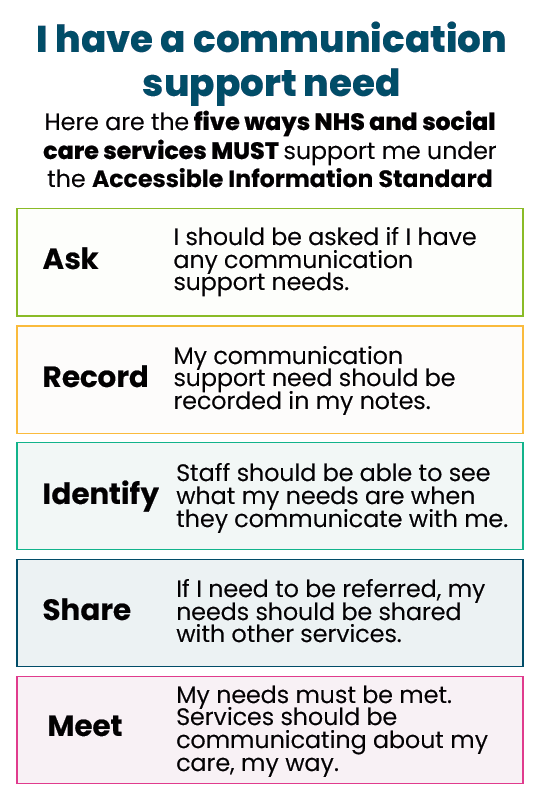 I have a communication
support need
Here are the five ways NHS and social
care services MUST support me under
the Accessible Information Standard
Ask
I should be asked if I have
any communication
support needs.
Record
My communication
support need should be
recorded in my notes.
Identify
Staff should be able to see
what my needs are when
they communicate with me.
Share
If I need to be referred, my
needs should be shared
with other services.
Meet
My needs must be met.
Services should be
communicating about my
care, my way.